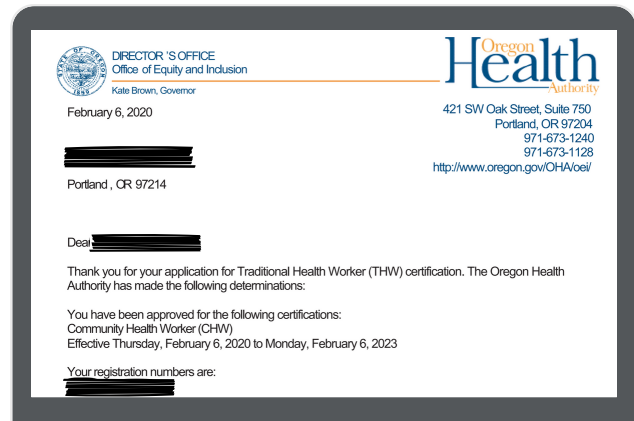 STATE OF OREGON
1859
DIRECTOR 'S OFFICE
Office of Equity and Inclusion
Kate Brown, Governor
Oregon
Health
Authority
February 6, 2020
421 SW Oak Street, Suite 750
Portland, OR 97204
971-673-1240
971-673-1128
http://www.oregon.gov/OHA/oei/
Portland , OR 97214
Dear
Thank you for your application for Traditional Health Worker (THW) certification. The Oregon Health
Authority has made the following determinations:
You have been approved for the following certifications:
Community Health Worker (CHW)
Effective Thursday, February 6, 2020 to Monday, February 6, 2023
Your registration numbers are: